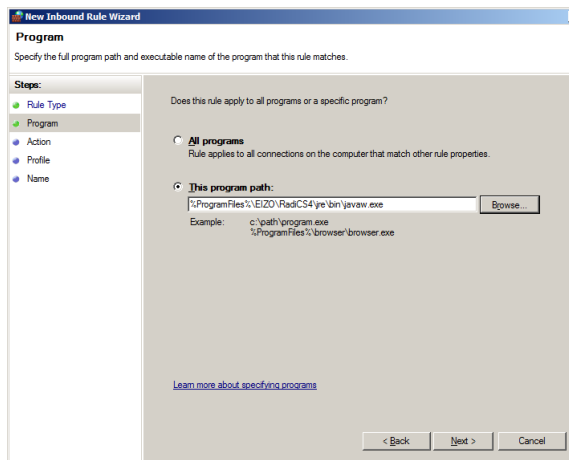 New Inbound Rule Wizard
Program
Specify the full program path and executable name of the program that this rule matches.
Steps:
Rule Type
Program
Action
Profile
Name
Does this rule apply to all programs or a specific program?
All programs
Rule applies to all connections on the computer that match other rule properties.
This program path:
%ProgramFiles%\EIZO\RadiCS4\jre\bin\javaw.exe
Browse...
Example: c:\path\program.exe
%ProgramFiles%\browser\browser.exe
Learn more about specifying programs
< Back Next > Cancel